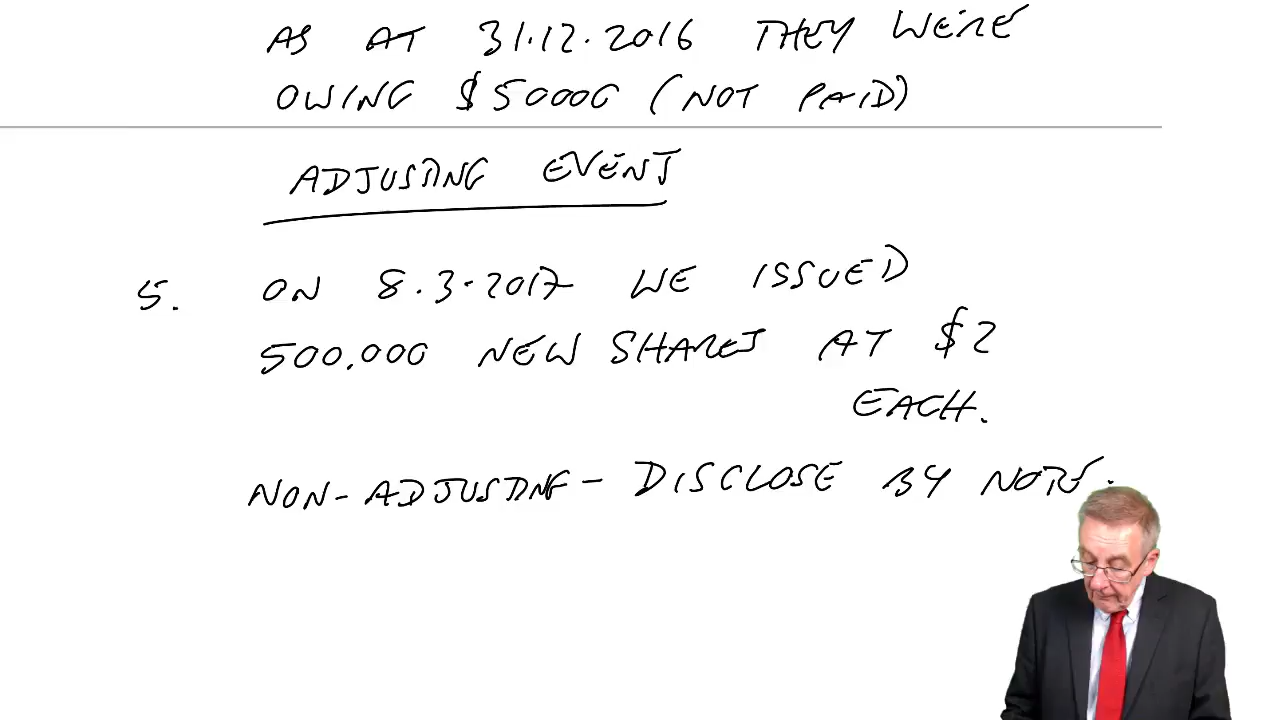 AS AT 31.12.2016 THEY WERE
OWING $50000 (NOT PAID)
ADJUSTING EVENT
5. ON 8.3.2017 WE ISSUED
500,000 NEW SHARES AT $2
EACH.
NON-ADJUSTING - DISCLOSE BY NOTE.